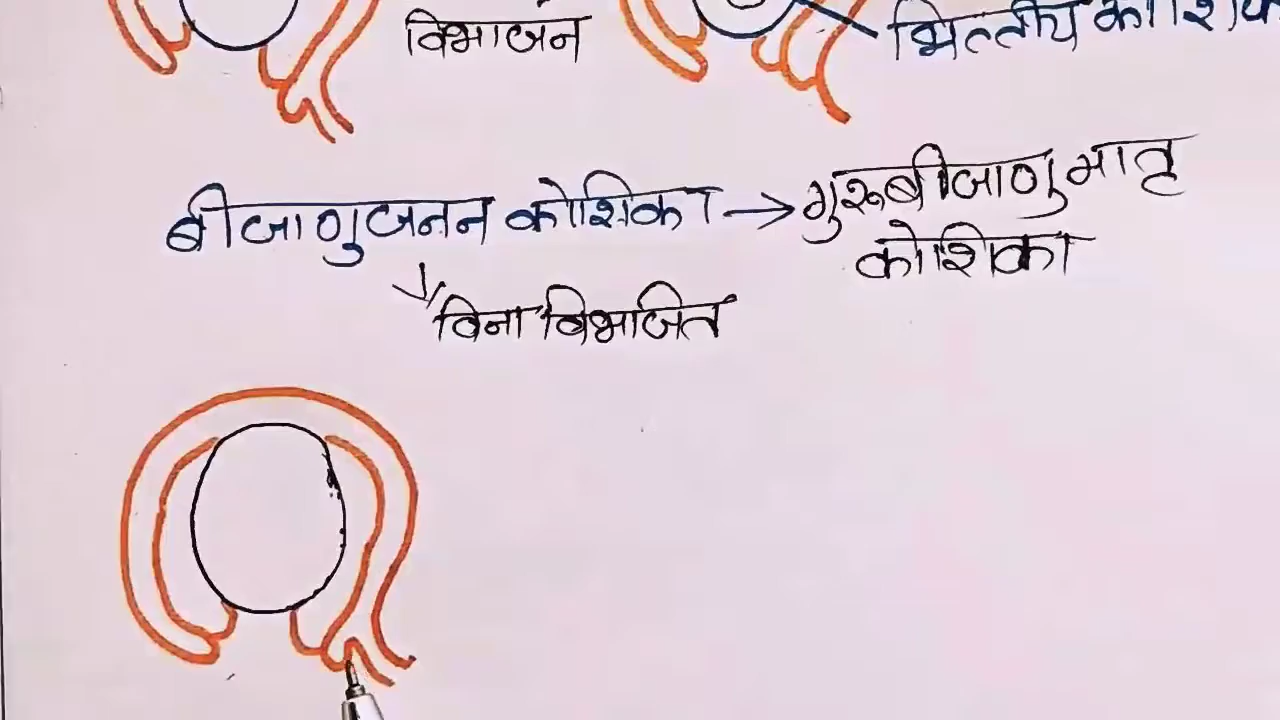 विभाजन
भित्तीय कोशिक
बीजाणुजनन कोशिका → गुरूबीजाणु मातृ
कोशिका
बिना विभाजित